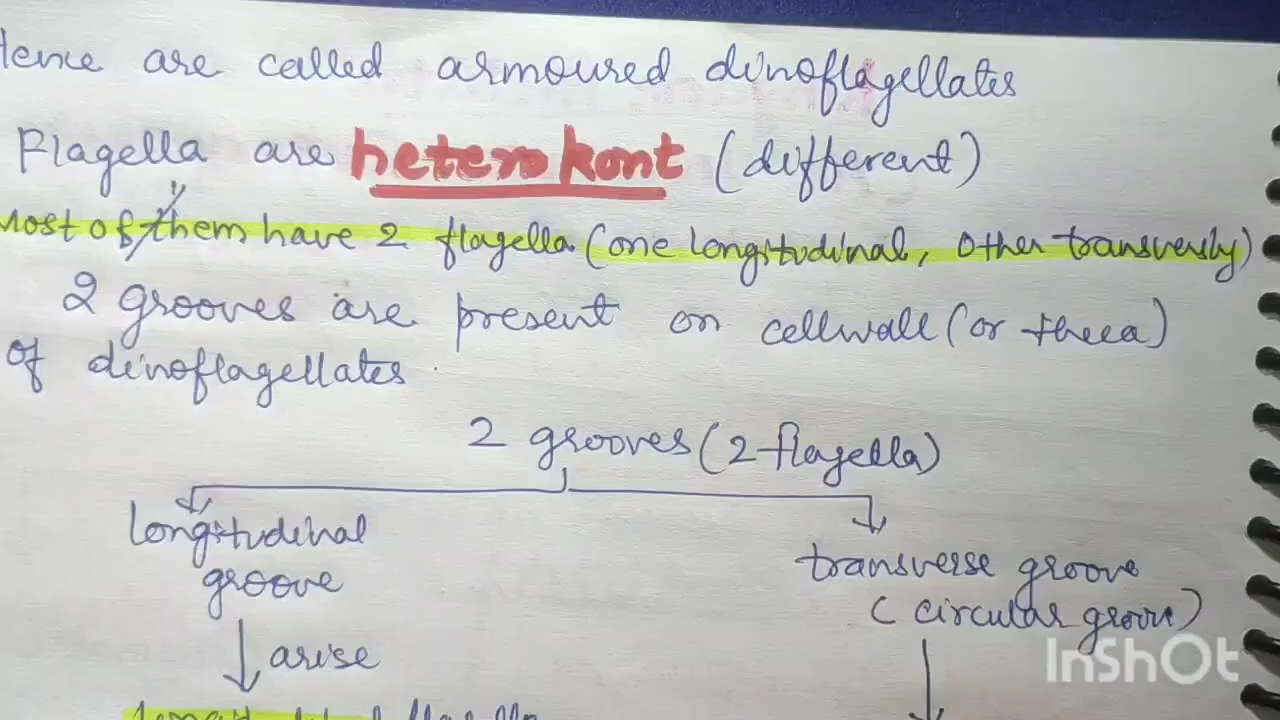 Hence are called armoured dinoflagellates
Flagella are heterokont (different)
Most of them have 2 flagella (one longitudinal, other transversly)
2 grooves are present on cellwall (or theca)
of dinoflagellates.
2 grooves (2-flagella)
longitudinal
groove
transverse groove
(circular groove)
arise
InShOt